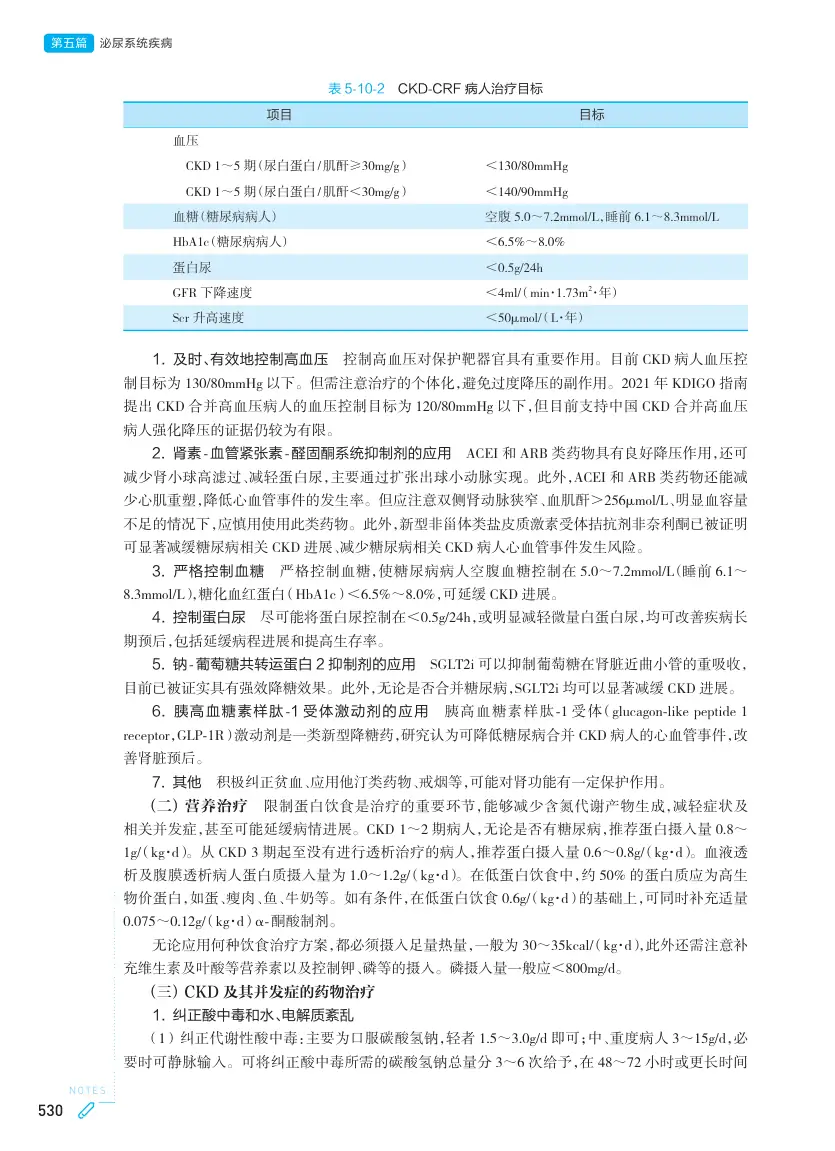 第五篇 泌尿系统疾病
表 5-10-2 CKD-CRF 病人治疗目标
项目 目标
血压
CKD 1～5 期(尿白蛋白/肌酐≥30mg/g) ＜130/80mmHg
CKD 1～5 期(尿白蛋白/肌酐＜30mg/g) ＜140/90mmHg
血糖(糖尿病病人) 空腹 5.0～7.2mmol/L,睡前 6.1～8.3mmol/L
HbA1c(糖尿病病人) ＜6.5%～8.0%
蛋白尿 ＜0.5g/24h
GFR 下降速度 ＜4ml/(min·1.73m²·年)
Scr 升高速度 ＜50μmol/(L·年)
1. 及时、有效地控制高血压 控制高血压对保护靶器官具有重要作用。目前 CKD 病人血压控
制目标为 130/80mmHg 以下。但需注意治疗的个体化,避免过度降压的副作用。2021 年 KDIGO 指南
提出 CKD 合并高血压病人的血压控制目标为 120/80mmHg 以下,但目前支持中国 CKD 合并高血压
病人强化降压的证据仍较为有限。
2. 肾素-血管紧张素-醛固酮系统抑制剂的应用 ACEI 和 ARB 类药物具有良好降压作用,还可
减少肾小球高滤过、减轻蛋白尿,主要通过扩张出球小动脉实现。此外,ACEI 和 ARB 类药物还能减
少心肌重塑,降低心血管事件的发生率。但应注意双侧肾动脉狭窄、血肌酐＞256μmol/L、明显血容量
不足的情况下,应慎用使用此类药物。此外,新型非甾体类盐皮质激素受体拮抗剂非奈利酮已被证明
可显著减缓糖尿病相关 CKD 进展、减少糖尿病相关 CKD 病人心血管事件发生风险。
3. 严格控制血糖 严格控制血糖,使糖尿病病人空腹血糖控制在 5.0～7.2mmol/L(睡前 6.1～
8.3mmol/L),糖化血红蛋白(HbA1c)＜6.5%～8.0%,可延缓 CKD 进展。
4. 控制蛋白尿 尽可能将蛋白尿控制在＜0.5g/24h,或明显减轻微量白蛋白尿,均可改善疾病长
期预后,包括延缓病程进展和提高生存率。
5. 钠-葡萄糖共转运蛋白 2 抑制剂的应用 SGLT2i 可以抑制葡萄糖在肾脏近曲小管的重吸收,
目前已被证实具有强效降糖效果。此外,无论是否合并糖尿病,SGLT2i 均可以显著减缓 CKD 进展。
6. 胰高血糖素样肽-1 受体激动剂的应用 胰高血糖素样肽-1 受体(glucagon-like peptide 1
receptor,GLP-1R)激动剂是一类新型降糖药,研究认为可降低糖尿病合并 CKD 病人的心血管事件,改
善肾脏预后。
7. 其他 积极纠正贫血、应用他汀类药物、戒烟等,可能对肾功能有一定保护作用。
(二) 营养治疗 限制蛋白饮食是治疗的重要环节,能够减少含氮代谢产物生成,减轻症状及
相关并发症,甚至可能延缓病情进展。CKD 1～2 期病人,无论是否有糖尿病,推荐蛋白摄入量 0.8～
1g/(kg·d)。从 CKD 3 期起至没有进行透析治疗的病人,推荐蛋白摄入量 0.6～0.8g/(kg·d)。血液透
析及腹膜透析病人蛋白质摄入量为 1.0～1.2g/(kg·d)。在低蛋白饮食中,约 50% 的蛋白质应为高生
物价蛋白,如蛋、瘦肉、鱼、牛奶等。如有条件,在低蛋白饮食 0.6g/(kg·d)的基础上,可同时补充适量
0.075～0.12g/(kg·d)α-酮酸制剂。
无论应用何种饮食治疗方案,都必须摄入足量热量,一般为 30～35kcal/(kg·d),此外还需注意补
充维生素及叶酸等营养素以及控制钾、磷等的摄入。磷摄入量一般应＜800mg/d。
(三) CKD 及其并发症的药物治疗
1. 纠正酸中毒和水、电解质紊乱
(1)纠正代谢性酸中毒:主要为口服碳酸氢钠,轻者 1.5～3.0g/d 即可;中、重度病人 3～15g/d,必
要时可静脉输入。可将纠正酸中毒所需的碳酸氢钠总量分 3～6 次给予,在 48～72 小时或更长时间
NOTES
530